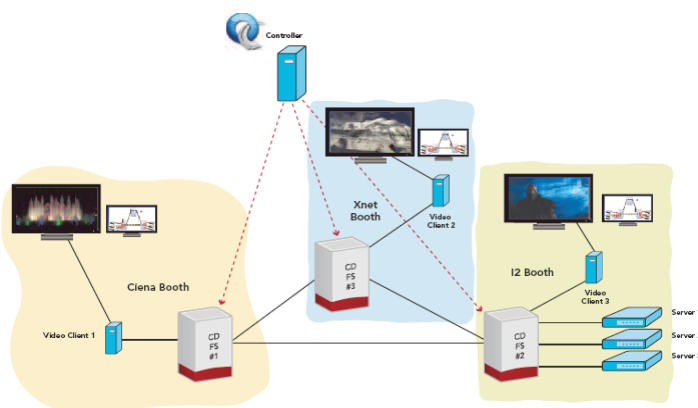 Controller
Xnet
Booth
Video
Client 2
CD
FS
#3
Ciena Booth
Video Client 1
CD
FS
#1
I2 Booth
Video
Client 3
CD
FS
#2
Server
Server
Server